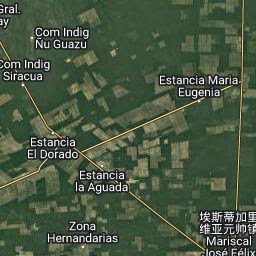 Gral.
ay
Com Indig
Ñu Guazu
Com Indig
Siracua
Estancia Maria
Eugenia
Estancia
El Dorado
Estancia
la Aguada
Zona
Hernandarias
埃斯蒂加里
维亚元帅镇
Mariscal
José Félix